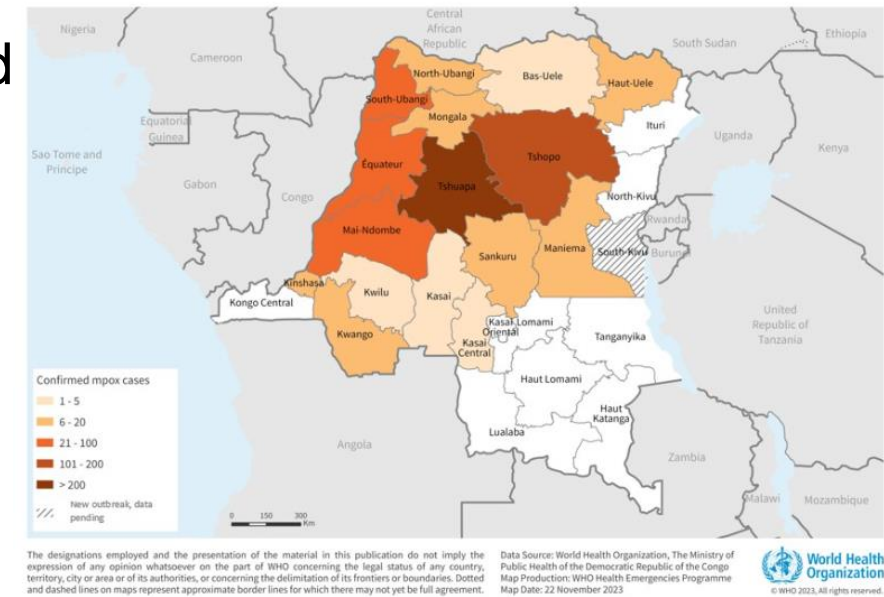 d
Nigeria
Central
African
Republic
South Sudan
Ethiopia
Cameroon
North-Ubangi
Bas-Uele
Haut-Uele
South-Ubangi
Mongala
Ituri
Equatorial
Guinea
Uganda
Kenya
Sao Tome and
Principe
Gabon
Congo
Équateur
Tshuapa
Tshopo
North-Kivu
Rwanda
Mai-Ndombe
Sankuru
Maniema
South-Kivu
Burundi
Kinshasa
Kongo Central
Kwilu
Kasai
Kwango
Kasai
Central
Kasai
Oriental
Lomami
Tanganyika
United
Republic of
Tanzania
Haut Lomami
Haut
Katanga
Lualaba
Angola
Zambia
Malawi
Mozambique
Confirmed mpox cases
1 - 5
6 - 20
21 - 100
101 - 200
> 200
New outbreak, data
pending
0 150 300
Km
The designations employed and the presentation of the material in this publication do not imply the
expression of any opinion whatsoever on the part of WHO concerning the legal status of any country,
territory, city or area or of its authorities, or concerning the delimitation of its frontiers or boundaries. Dotted
and dashed lines on maps represent approximate border lines for which there may not yet be full agreement.
Data Source: World Health Organization, The Ministry of
Public Health of the Democratic Republic of the Congo
Map Production: WHO Health Emergencies Programme
Map Date: 22 November 2023
World Health
Organization
© WHO 2023, All rights reserved.